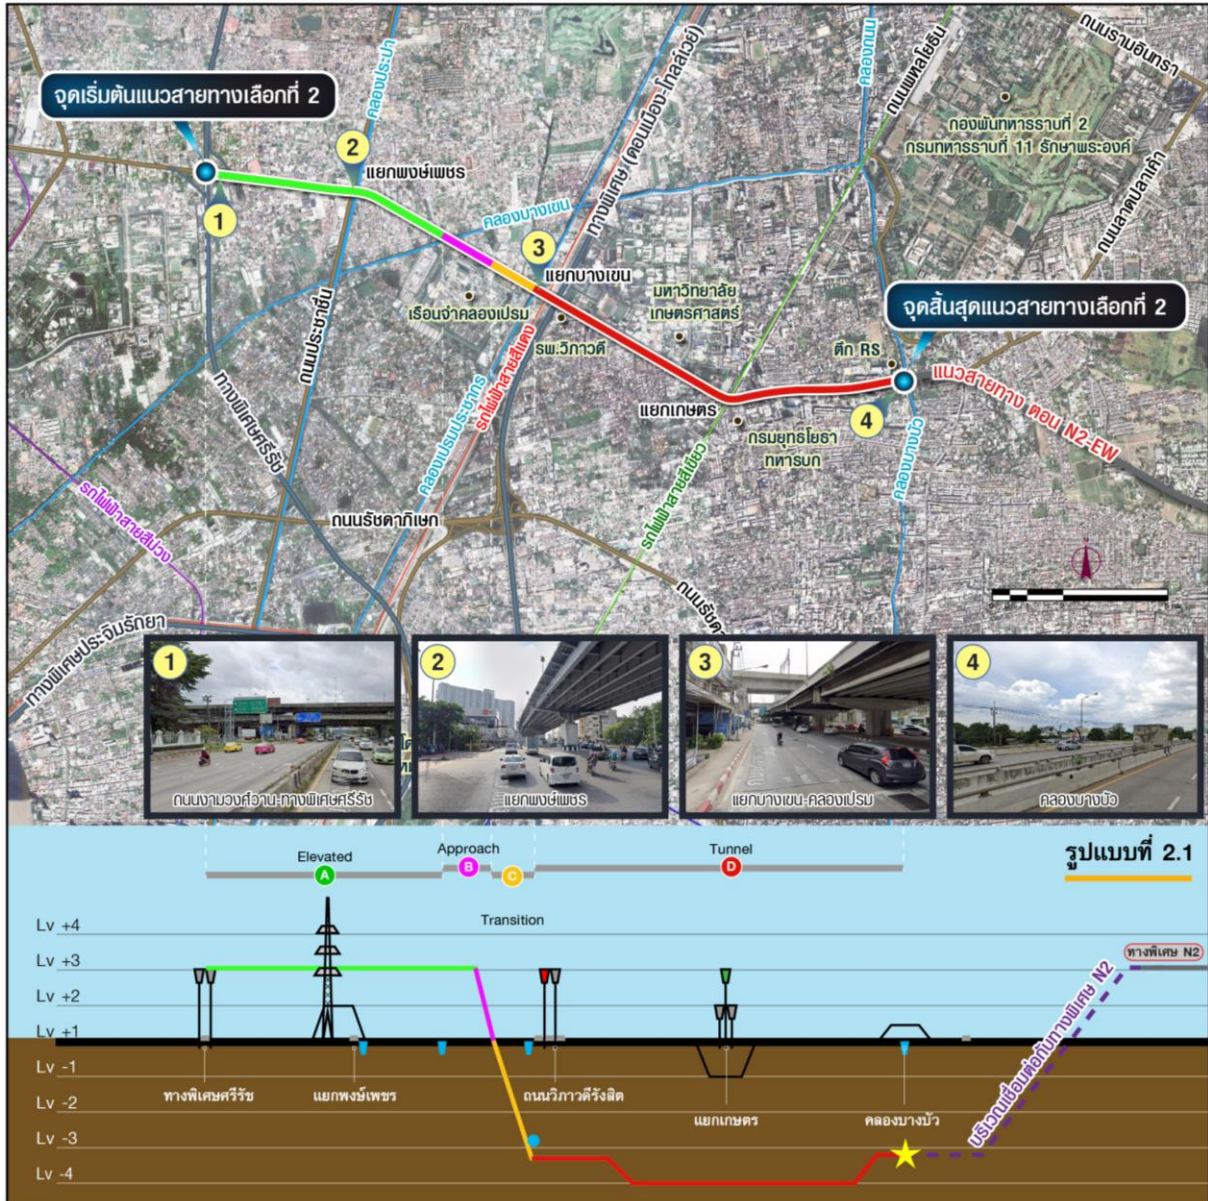 จุดเริ่มต้นแนวสายทางเลือกที่ 2
คลองประปา
ทางพิเศษ (ดอนเมือง-โทลล์เวย์)
คลองถนน
ถนนพหลโยธิน
ถนนรามอินทรา
กองพันทหารราบที่ 2
กรมทหารราบที่ 11 รักษาพระองค์
ถนนลาดปลาเค้า
2
แยกพงษ์เพชร
1
คลองบางเขน
3
แยกบางเขน
เรือนจำคลองเปรม
รพ.วิภาวดี
มหาวิทยาลัย
เกษตรศาสตร์
จุดสิ้นสุดแนวสายทางเลือกที่ 2
ตึก RS
แนวสายทาง ตอน N2-EW
4
แยกเกษตร
กรมยุทธโยธา
ทหารบก
คลองบางบัว
ถนนประชาชื่น
ทางพิเศษศรีรัช
คลองเปรมประชากร
รถไฟฟ้าสายสีแดง
รถไฟฟ้าสายสีเขียว
รถไฟฟ้าสายสีม่วง
ถนนรัชดาภิเษก
ถนนรัชดา
ทางพิเศษประจิมรัถยา
N
0
1
ถนนงามวงศ์วาน-ทางพิเศษศรีรัช
2
แยกพงษ์เพชร
3
แยกบางเขน-คลองเปรม
4
คลองบางบัว
Elevated
A
Approach
B
C
Transition
Tunnel
D
รูปแบบที่ 2.1
Lv +4
Lv +3
Lv +2
Lv +1
Lv -1
Lv -2
Lv -3
Lv -4
ทางพิเศษศรีรัช
แยกพงษ์เพชร
ถนนวิภาวดีรังสิต
แยกเกษตร
คลองบางบัว
บริเวณเชื่อมต่อกับทางพิเศษ N2
ทางพิเศษ N2